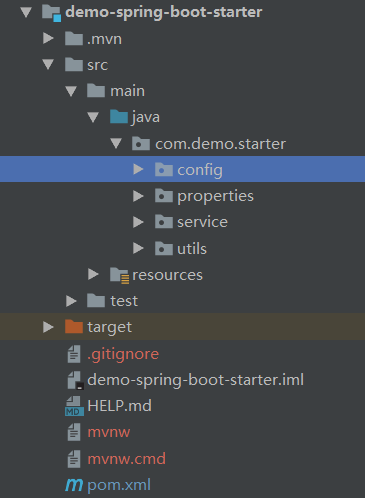 demo-spring-boot-starter
.mvn
src
main
java
com.demo.starter
config
properties
service
utils
resources
test
target
.gitignore
demo-spring-boot-starter.iml
MD HELP.md
mvnw
mvnw.cmd
m pom.xml